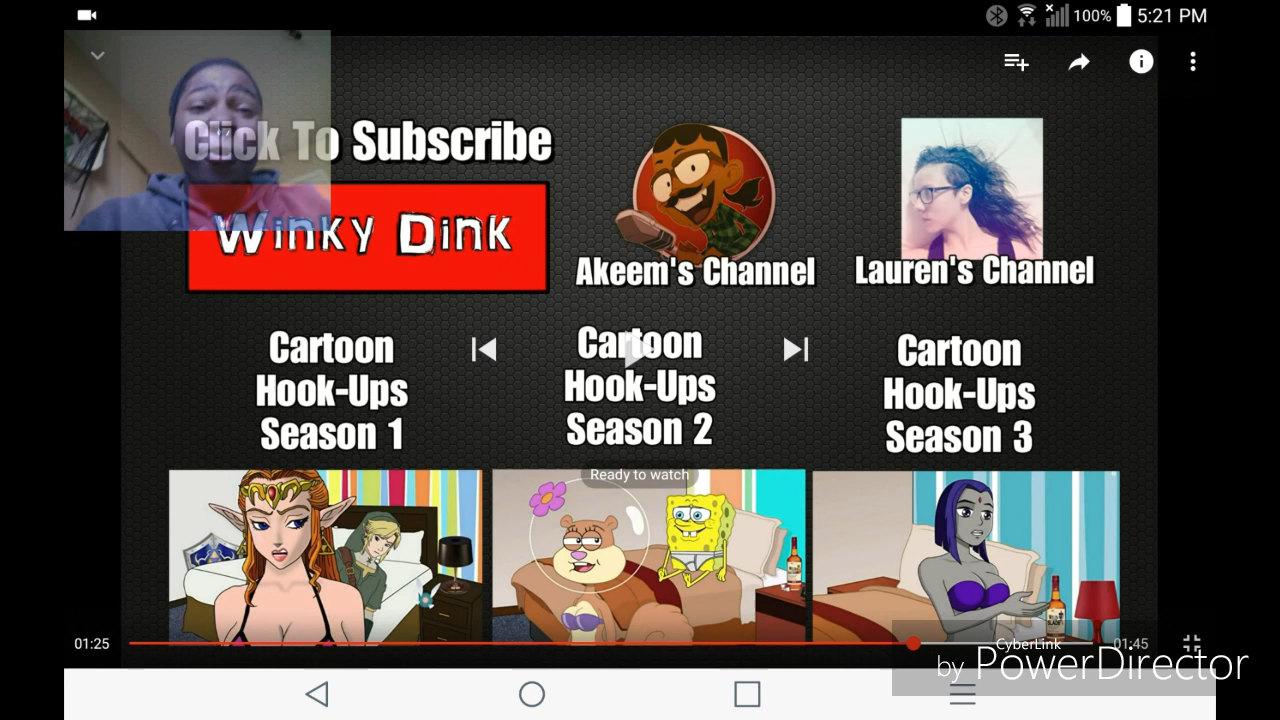 100% 5:21 PM
Click To Subscribe
Winky Dink
Akeem's Channel
Lauren's Channel
Cartoon
Hook-Ups
Season 1
Cartoon
Hook-Ups
Season 2
Cartoon
Hook-Ups
Season 3
Ready to watch
01:25
01:45
CyberLink
by PowerDirector